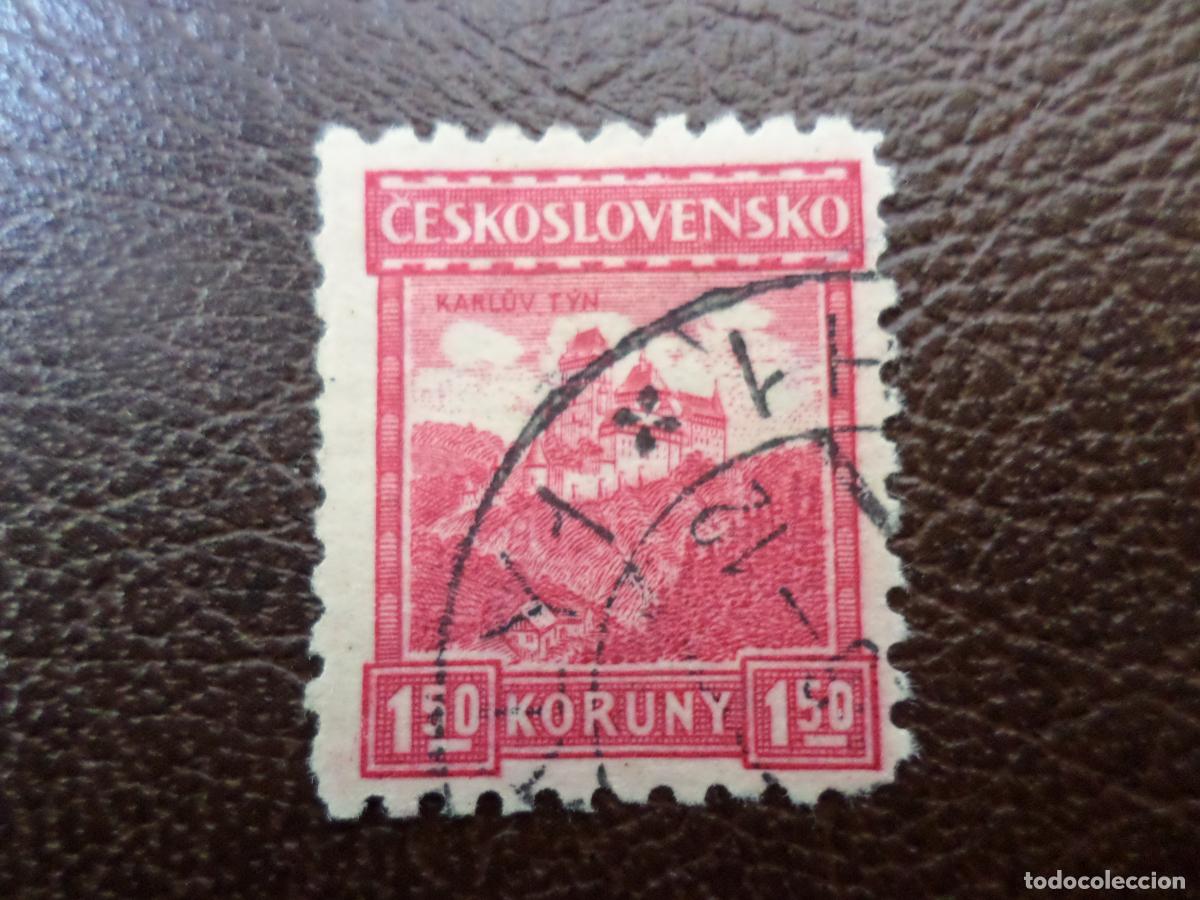 ČESKOSLOVENSKO
KARLŮV TÝN
1 50 KORUNY 1 50
todocoleccion